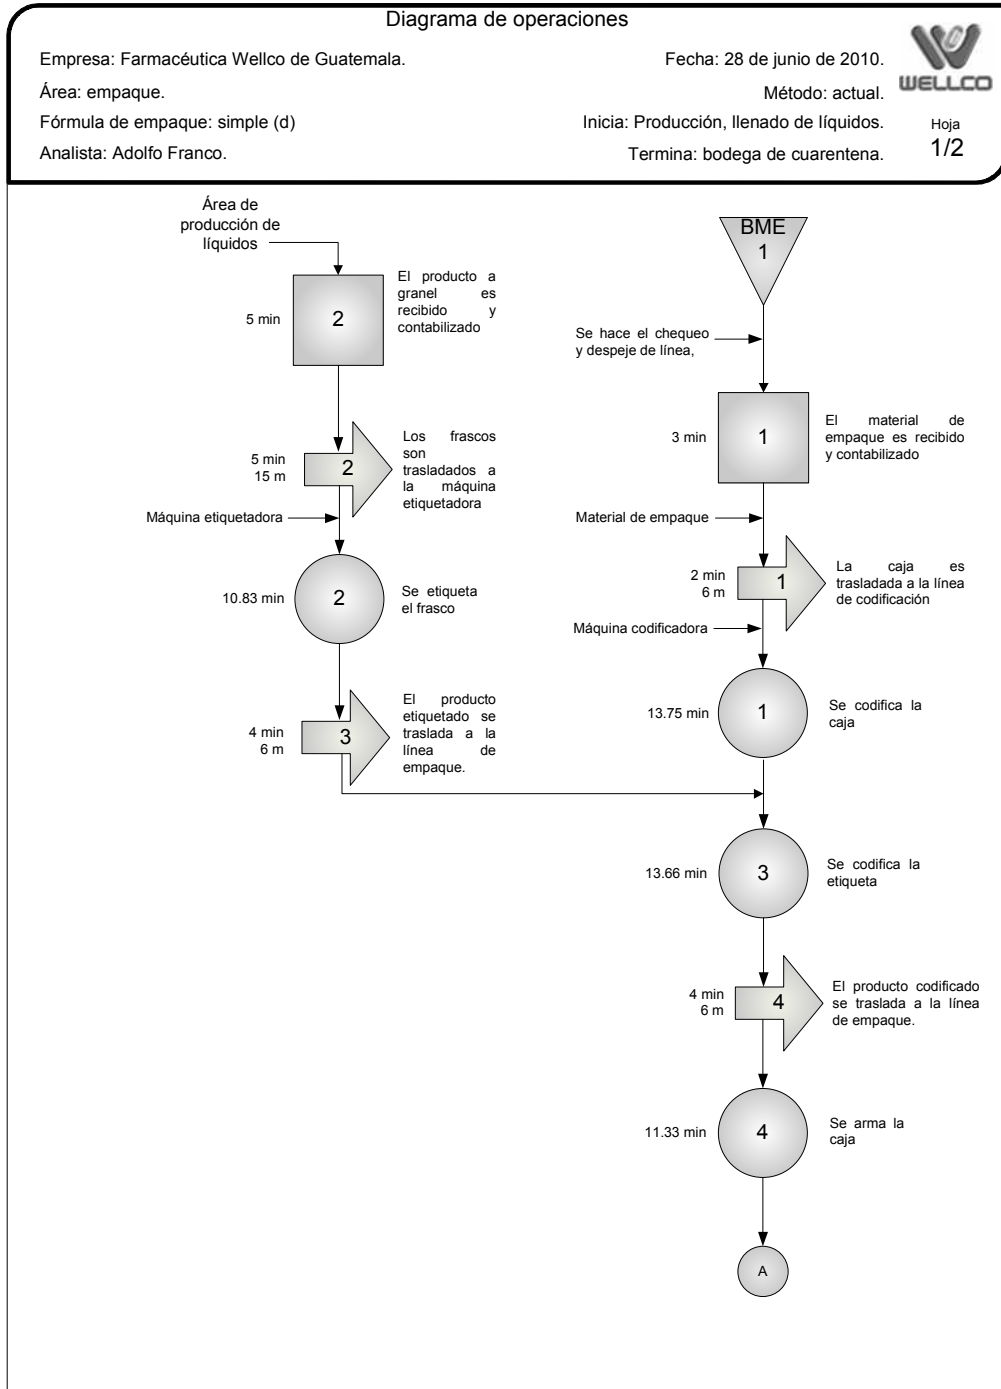 Diagrama de operaciones
Empresa: Farmacéutica Wellco de Guatemala.
Área: empaque.
Fórmula de empaque: simple (d)
Analista: Adolfo Franco.
Fecha: 28 de junio de 2010.
Método: actual.
Inicia: Producción, llenado de líquidos.
Termina: bodega de cuarentena.
WELLCO
Hoja
1/2
Área de
producción de
líquidos
5 min
2
El producto a
granel es
recibido y
contabilizado
5 min
15 m
2
Los frascos
son
trasladados a
la máquina
etiquetadora
Máquina etiquetadora
10.83 min
2
Se etiqueta
el frasco
4 min
6 m
3
El producto
etiquetado se
traslada a la
línea de
empaque.
BME
1
Se hace el chequeo
y despeje de línea,
3 min
1
El material de
empaque es recibido
y contabilizado
Material de empaque
2 min
6 m
1
La caja es
trasladada a la línea
de codificación
Máquina codificadora
13.75 min
1
Se codifica la
caja
13.66 min
3
Se codifica la
etiqueta
4 min
6 m
4
El producto codificado
se traslada a la línea
de empaque.
11.33 min
4
Se arma la
caja
A